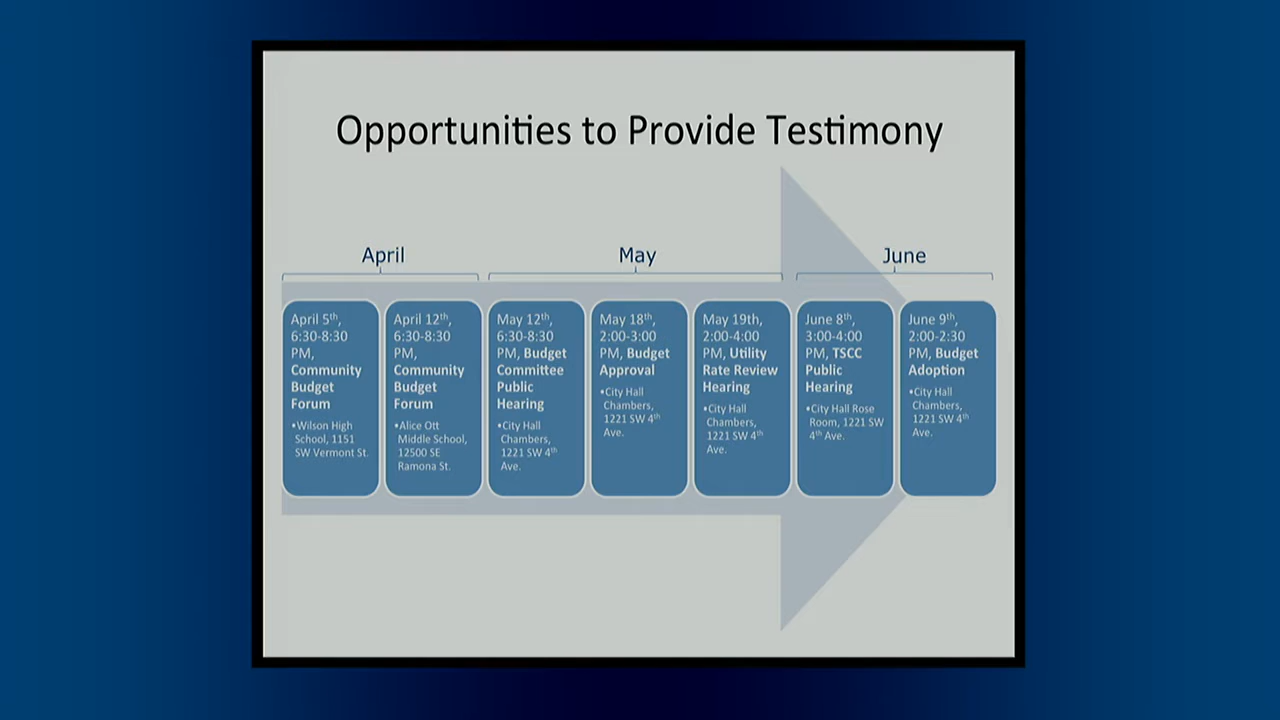 Opportunities to Provide Testimony
April
May
June
April 5th,
6:30-8:30
PM,
Community
Budget
Forum
•Wilson High
School, 1151
SW Vermont St.
April 12th,
6:30-8:30
PM,
Community
Budget
Forum
•Alice Ott
Middle School,
12500 SE
Ramona St.
May 12th,
6:30-8:30
PM, Budget
Committee
Public
Hearing
•City Hall
Chambers,
1221 SW 4th
Ave.
May 18th,
2:00-3:00
PM, Budget
Approval
•City Hall
Chambers,
1221 SW 4th
Ave.
May 19th,
2:00-4:00
PM, Utility
Rate Review
Hearing
•City Hall
Chambers,
1221 SW 4th
Ave.
June 8th,
3:00-4:00
PM, TSCC
Public
Hearing
•City Hall Rose
Room, 1221 SW
4th Ave.
June 9th,
2:00-2:30
PM, Budget
Adoption
•City Hall
Chambers,
1221 SW 4th
Ave.